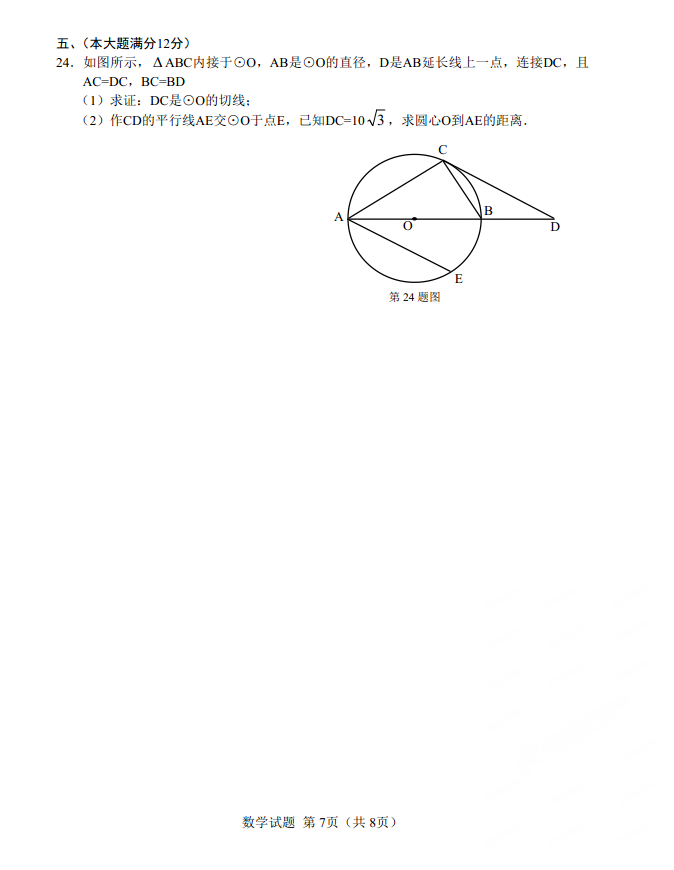 五、（本大题满分12分）
24．如图所示，ΔABC内接于⊙O，AB是⊙O的直径，D是AB延长线上一点，连接DC，且
AC=DC，BC=BD
（1）求证：DC是⊙O的切线；
（2）作CD的平行线AE交⊙O于点E，已知DC=10√3，求圆心O到AE的距离．
C
A
B
O
D
E
第 24 题图
数学试题 第 7页（共 8页）